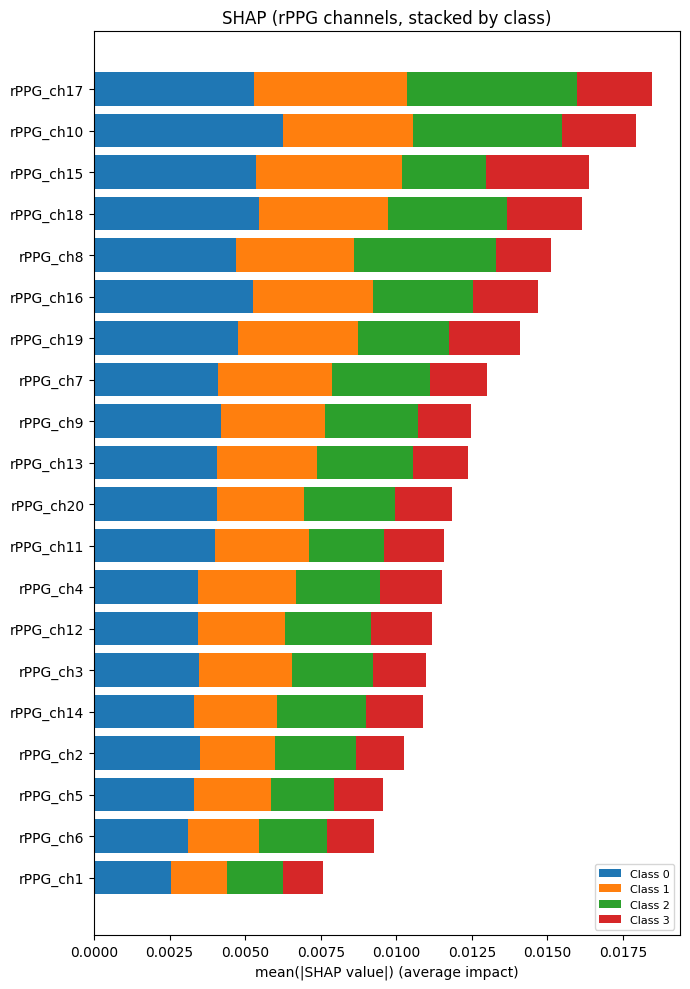 SHAP (rPPG channels, stacked by class)
rPPG_ch17
rPPG_ch10
rPPG_ch15
rPPG_ch18
rPPG_ch8
rPPG_ch16
rPPG_ch19
rPPG_ch7
rPPG_ch9
rPPG_ch13
rPPG_ch20
rPPG_ch11
rPPG_ch4
rPPG_ch12
rPPG_ch3
rPPG_ch14
rPPG_ch2
rPPG_ch5
rPPG_ch6
rPPG_ch1
Class 0
Class 1
Class 2
Class 3
0.0000 0.0025 0.0050 0.0075 0.0100 0.0125 0.0150 0.0175
mean(|SHAP value|) (average impact)